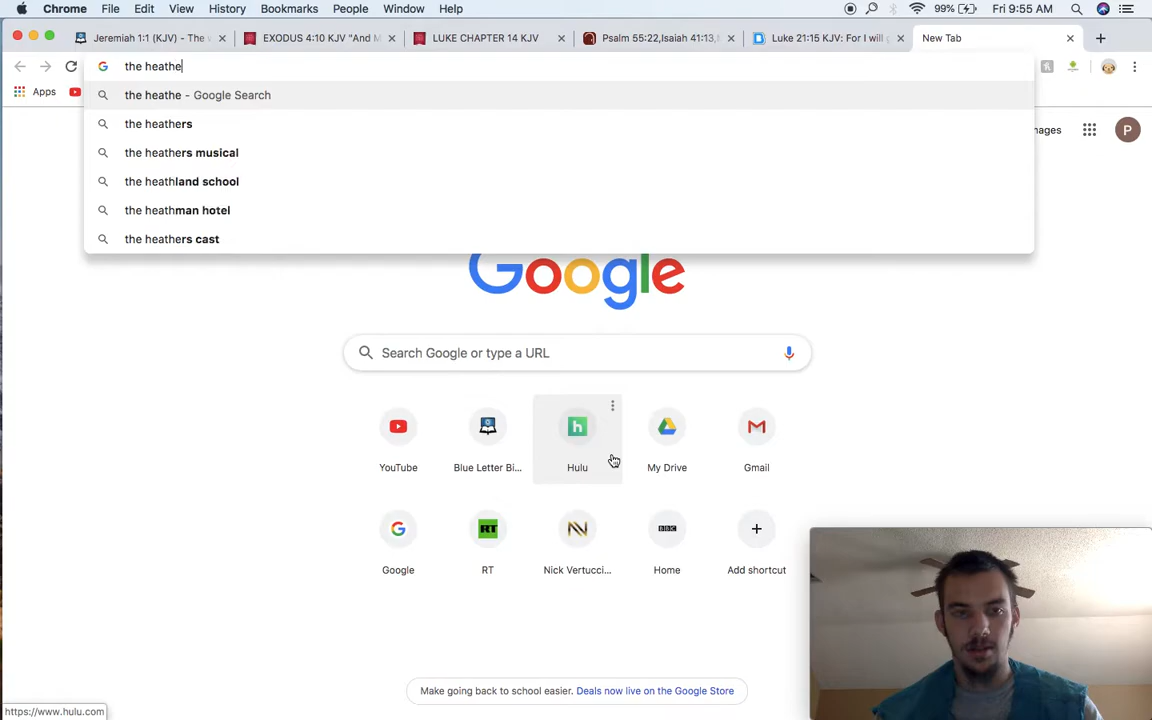 Chrome File Edit View History Bookmarks People Window Help 99% Fri 9:55 AM
Jeremiah 1:1 (KJV) - The
EXODUS 4:10 KJV "And M
LUKE CHAPTER 14 KJV
Psalm 55:22,Isaiah 41:13,
Luke 21:15 KJV: For I will g
New Tab
the heathe
Apps
the heathe - Google Search
the heathers
mages
P
the heathers musical
the heathland school
the heathman hotel
the heathers cast
Google
Search Google or type a URL
h
YouTube
Blue Letter Bi...
Hulu
My Drive
Gmail
RT
BBC
Google
RT
Nick Vertucci...
Home
Add shortcut
Make going back to school easier. Deals now live on the Google Store
https://www.hulu.com